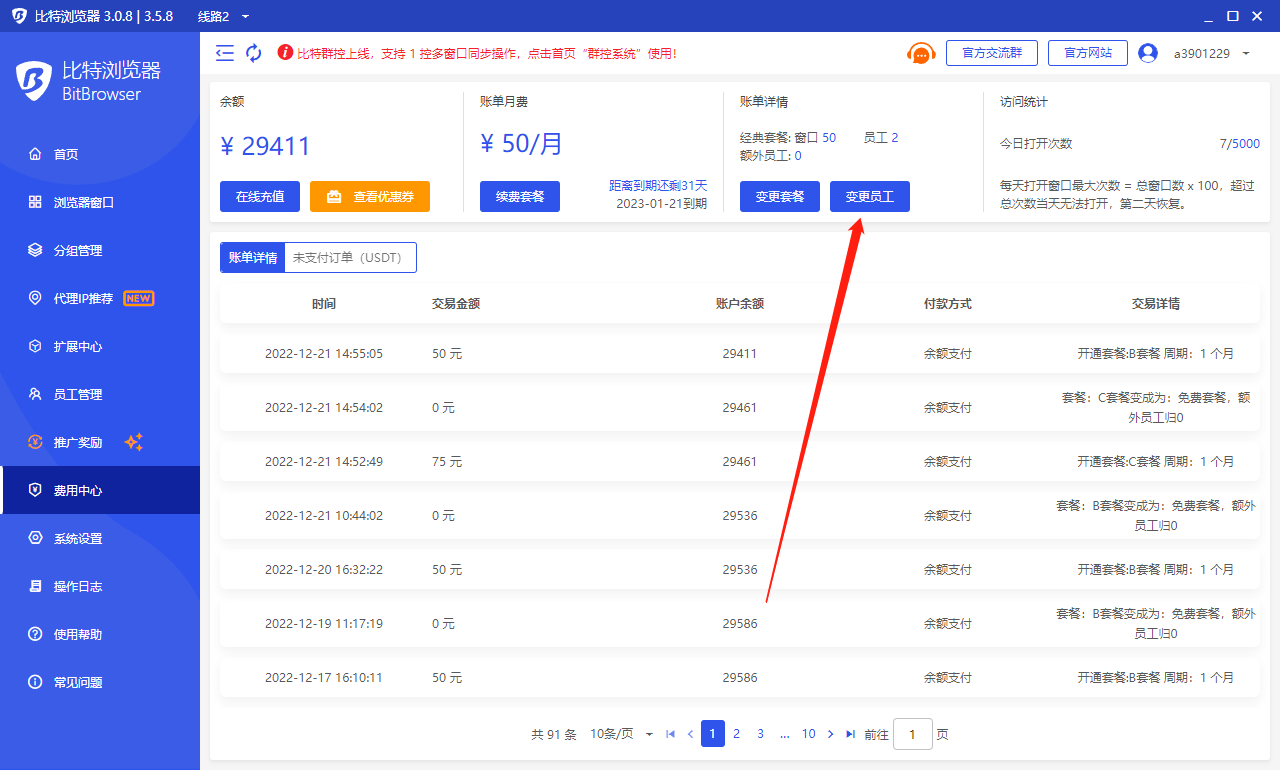 比特浏览器 3.0.8 | 3.5.8 线路2
比特浏览器
BitBrowser
首页
浏览器窗口
分组管理
代理IP推荐 NEW
扩展中心
员工管理
推广奖励
费用中心
系统设置
操作日志
使用帮助
常见问题
比特群控上线，支持 1 控多窗口同步操作，点击首页“群控系统”使用！
官方交流群 官方网站 a3901229
余额
¥ 29411
在线充值 查看优惠券
账单月费
¥ 50/月
续费套餐
距离到期还剩31天
2023-01-21到期
账单详情
经典套餐: 窗口 50 员工 2
额外员工: 0
变更套餐 变更员工
访问统计
今日打开次数 7/5000
每天打开窗口最大次数 = 总窗口数 x 100，超过
总次数当天无法打开，第二天恢复。
账单详情 未支付订单（USDT）
时间 交易金额 账户余额 付款方式 交易详情
2022-12-21 14:55:05 50 元 29411 余额支付 开通套餐:B套餐 周期：1 个月
2022-12-21 14:54:02 0 元 29461 余额支付 套餐：C套餐变成为：免费套餐，额
外员工归0
2022-12-21 14:52:49 75 元 29461 余额支付 开通套餐:C套餐 周期：1 个月
2022-12-21 10:44:02 0 元 29536 余额支付 套餐：B套餐变成为：免费套餐，额外
员工归0
2022-12-20 16:32:22 50 元 29536 余额支付 开通套餐:B套餐 周期：1 个月
2022-12-19 11:17:19 0 元 29586 余额支付 套餐：B套餐变成为：免费套餐，额外
员工归0
2022-12-17 16:10:11 50 元 29586 余额支付 开通套餐:B套餐 周期：1 个月
共 91 条 10条/页 1 2 3 ... 10 前往 1 页